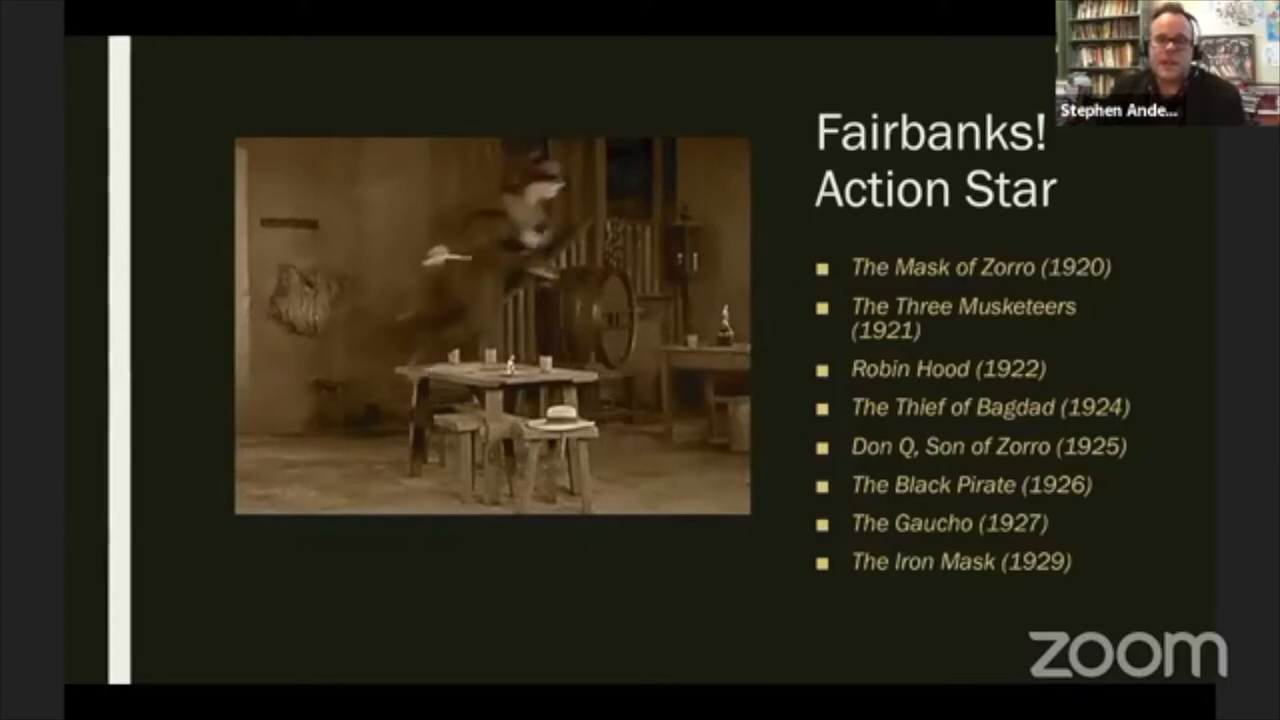 Stephen Ande...
Fairbanks!
Action Star
The Mask of Zorro (1920)
The Three Musketeers
(1921)
Robin Hood (1922)
The Thief of Bagdad (1924)
Don Q, Son of Zorro (1925)
The Black Pirate (1926)
The Gaucho (1927)
The Iron Mask (1929)
zoom